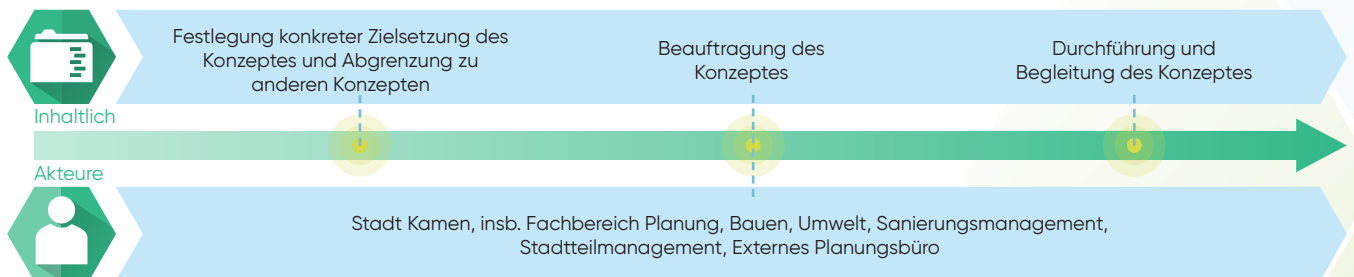 Festlegung konkreter Zielsetzung des
Konzeptes und Abgrenzung zu
anderen Konzepten
Beauftragung des
Konzeptes
Durchführung und
Begleitung des Konzeptes
Inhaltlich
Akteure
Stadt Kamen, insb. Fachbereich Planung, Bauen, Umwelt, Sanierungsmanagement,
Stadtteilmanagement, Externes Planungsbüro